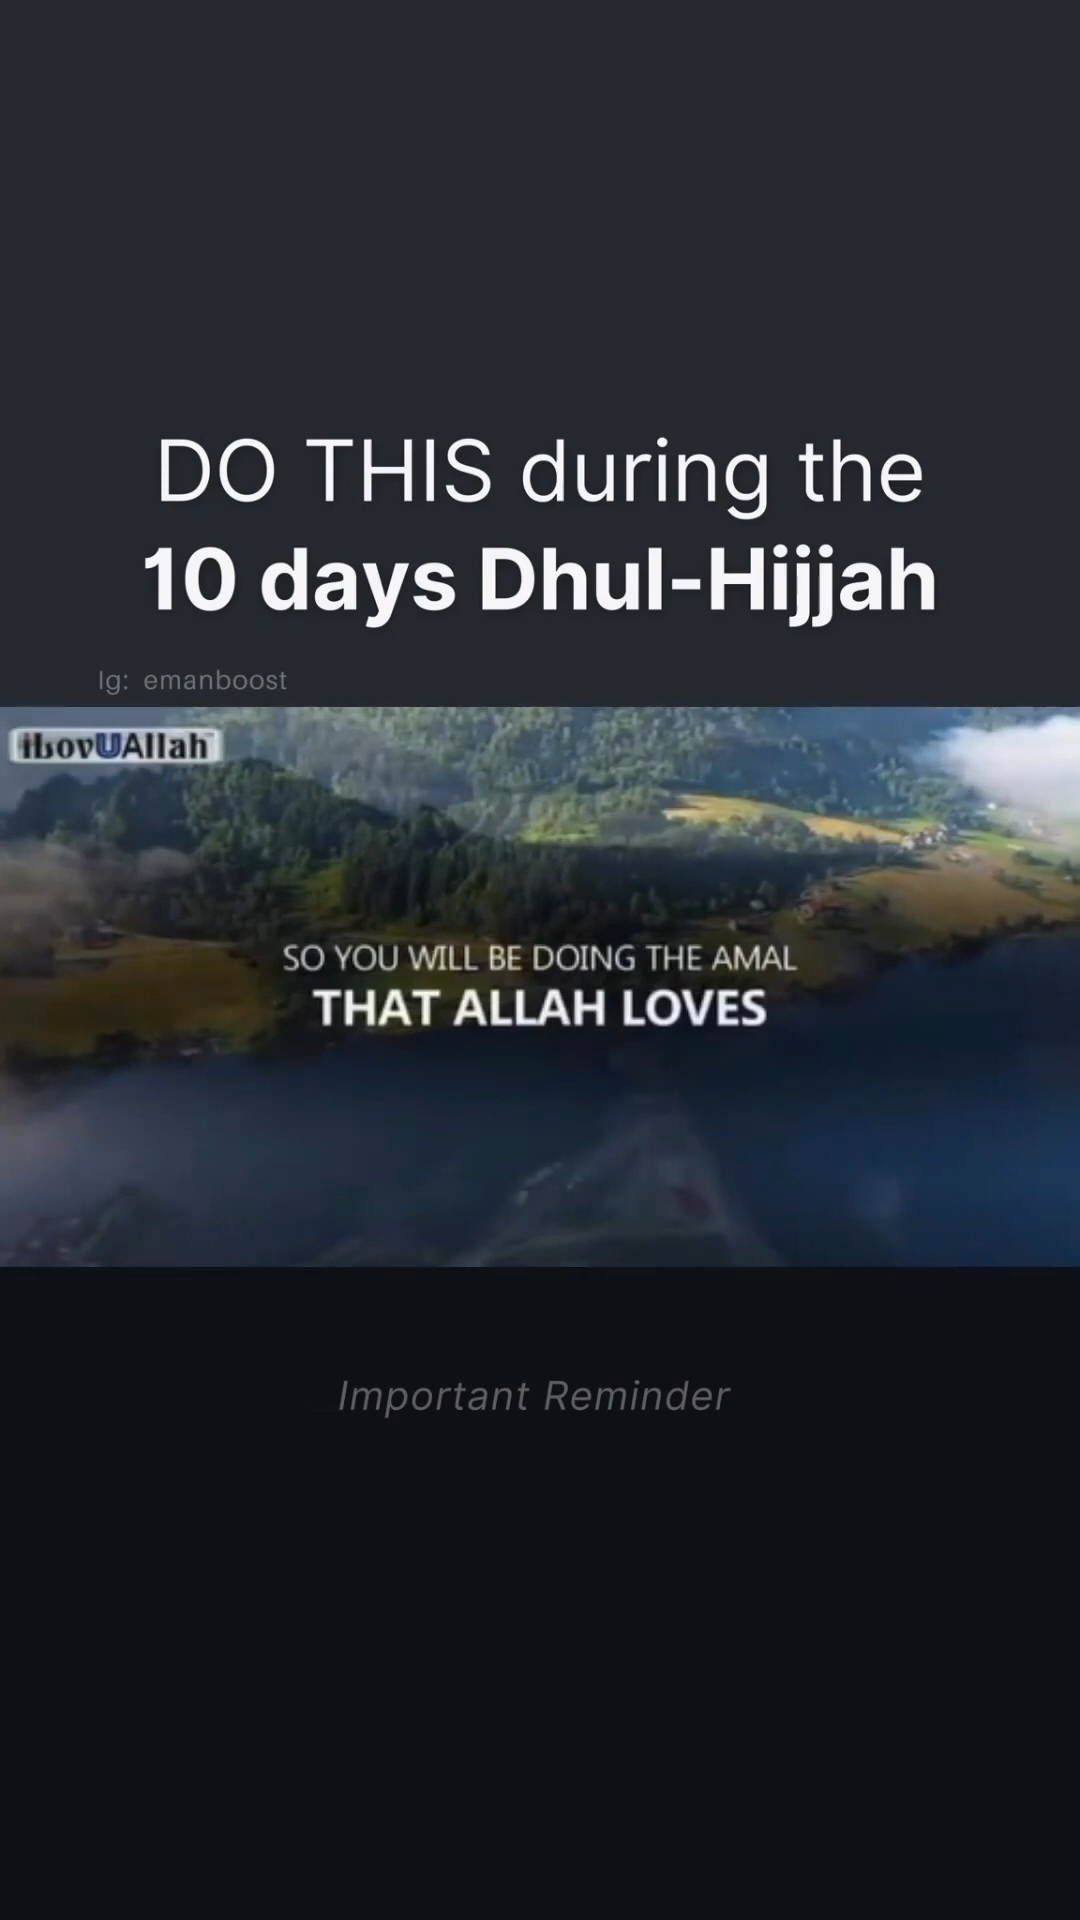 DO THIS during the
10 days Dhul-Hijjah
Ig: emanboost
iLovUAllah
SO YOU WILL BE DOING THE AMAL
THAT ALLAH LOVES
Important Reminder